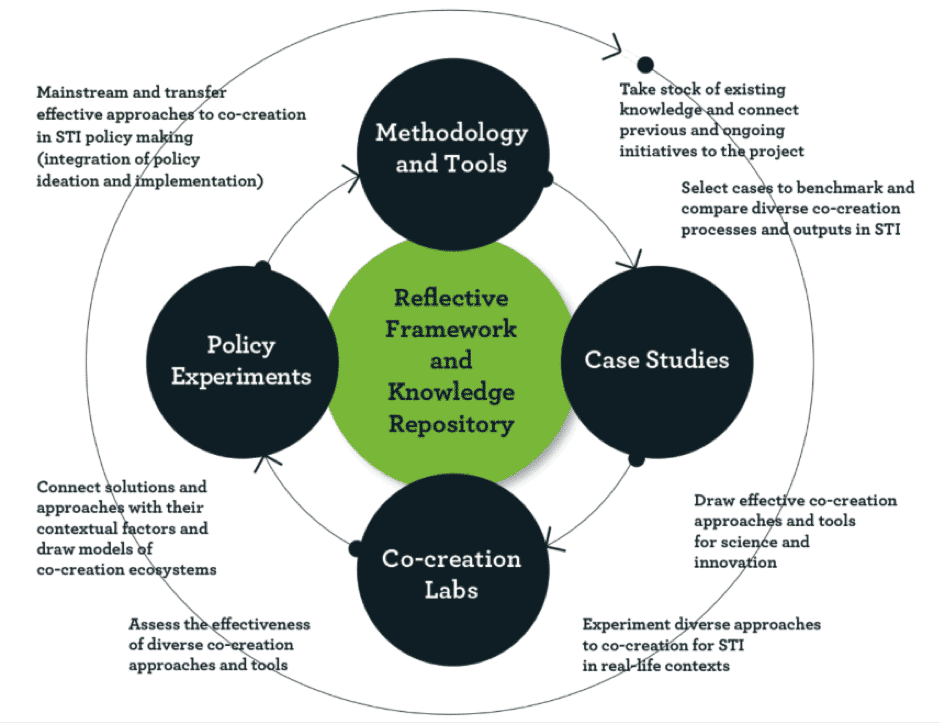 Mainstream and transfer
effective approaches to co-creation
in STI policy making
(integration of policy
ideation and implementation)
Methodology
and Tools
Take stock of existing
knowledge and connect
previous and ongoing
initiatives to the project
Select cases to benchmark and
compare diverse co-creation
processes and outputs in STI
Reflective
Framework
and
Knowledge
Repository
Policy
Experiments
Case Studies
Connect solutions and
approaches with their
contextual factors and
draw models of
co-creation ecosystems
Draw effective co-creation
approaches and tools
for science and
innovation
Co-creation
Labs
Assess the effectiveness
of diverse co-creation
approaches and tools
Experiment diverse approaches
to co-creation for STI
in real-life contexts